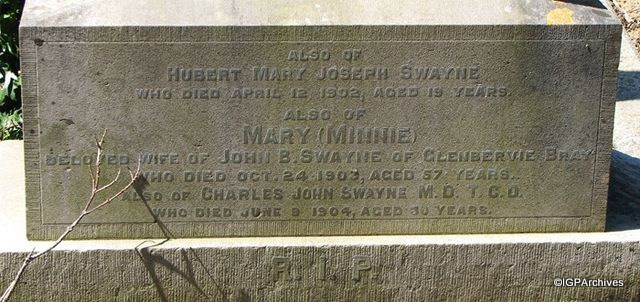 ALSO OF
HUBERT MARY JOSEPH SWAYNE
WHO DIED APRIL 12 1902, AGED 19 YEARS.
ALSO OF
MARY (MINNIE)
BELOVED WIFE OF JOHN B. SWAYNE OF GLENBERVIE BRAY
WHO DIED OCT. 24 1903, AGED 57 YEARS.
ALSO OF CHARLES JOHN SWAYNE M.D. T.C.D.
WHO DIED JUNE 9 1904, AGED YEARS.
R.I.P.
©IGPArchives